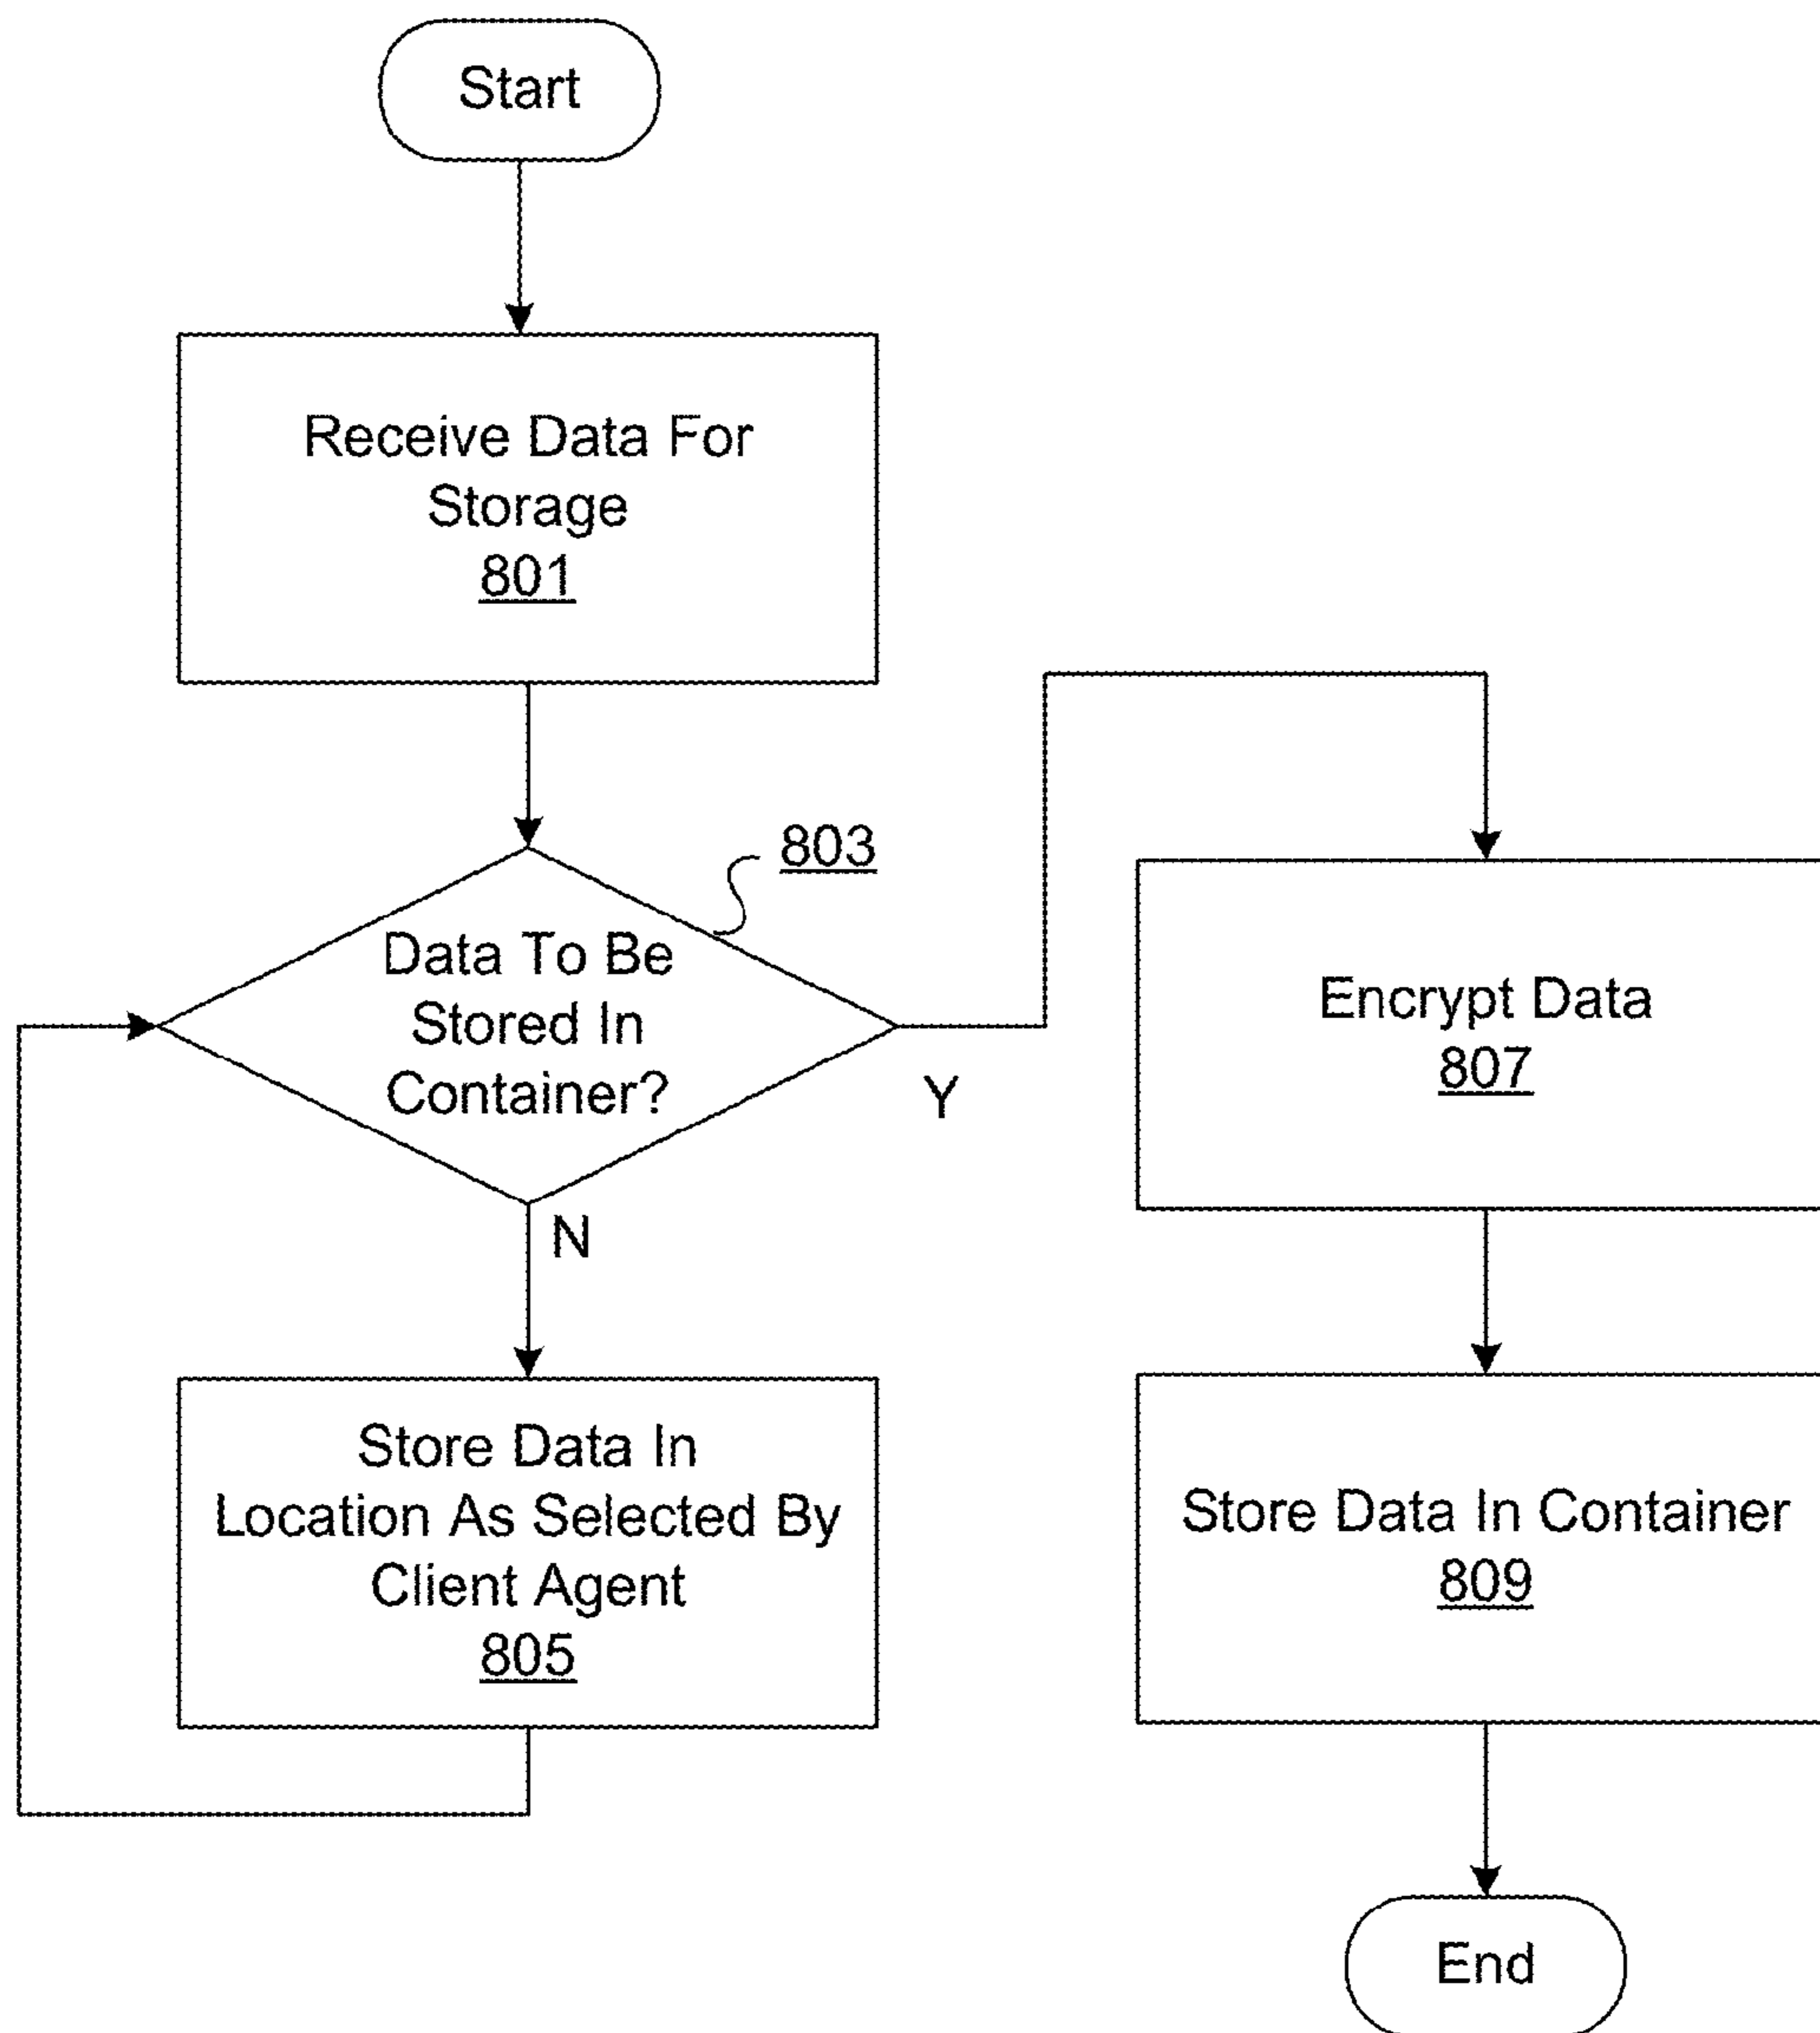 Start
Receive Data For
Storage
801
803
Data To Be
Stored In
Container?
Y
N
Store Data In
Location As Selected By
Client Agent
805
Encrypt Data
807
Store Data In Container
809
End